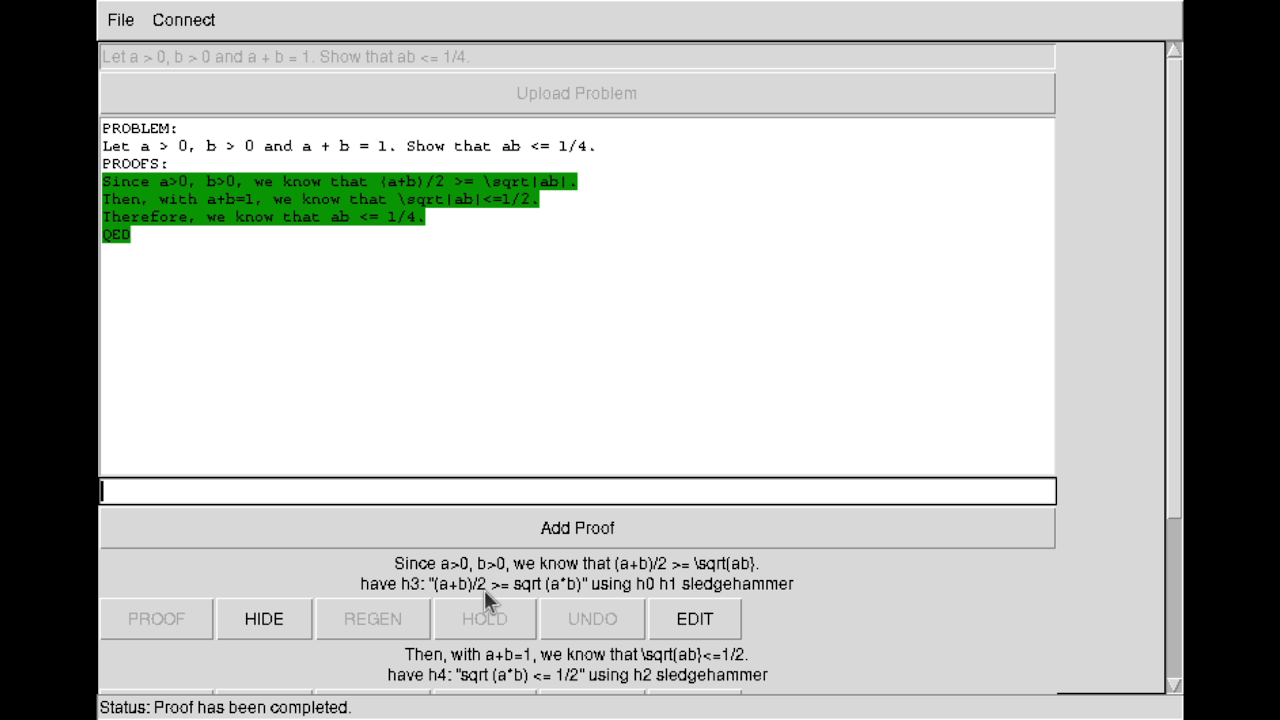 File Connect
Let a > 0, b > 0 and a + b = 1. Show that ab <= 1/4.
Upload Problem
PROBLEM:
Let a > 0, b > 0 and a + b = 1. Show that ab <= 1/4.
PROOFS:
Since a>0, b>0, we know that (a+b)/2 >= \sqrt{ab}.
Then, with a+b=1, we know that \sqrt{ab}<=1/2.
Therefore, we know that ab <= 1/4.
QED
Add Proof
Since a>0, b>0, we know that (a+b)/2 >= \sqrt{ab}.
have h3: "(a+b)/2 >= sqrt (a*b)" using h0 h1 sledgehammer
PROOF HIDE REGEN HOLD UNDO EDIT
Then, with a+b=1, we know that \sqrt{ab}<=1/2.
have h4: "sqrt (a*b) <= 1/2" using h2 sledgehammer
Status: Proof has been completed.